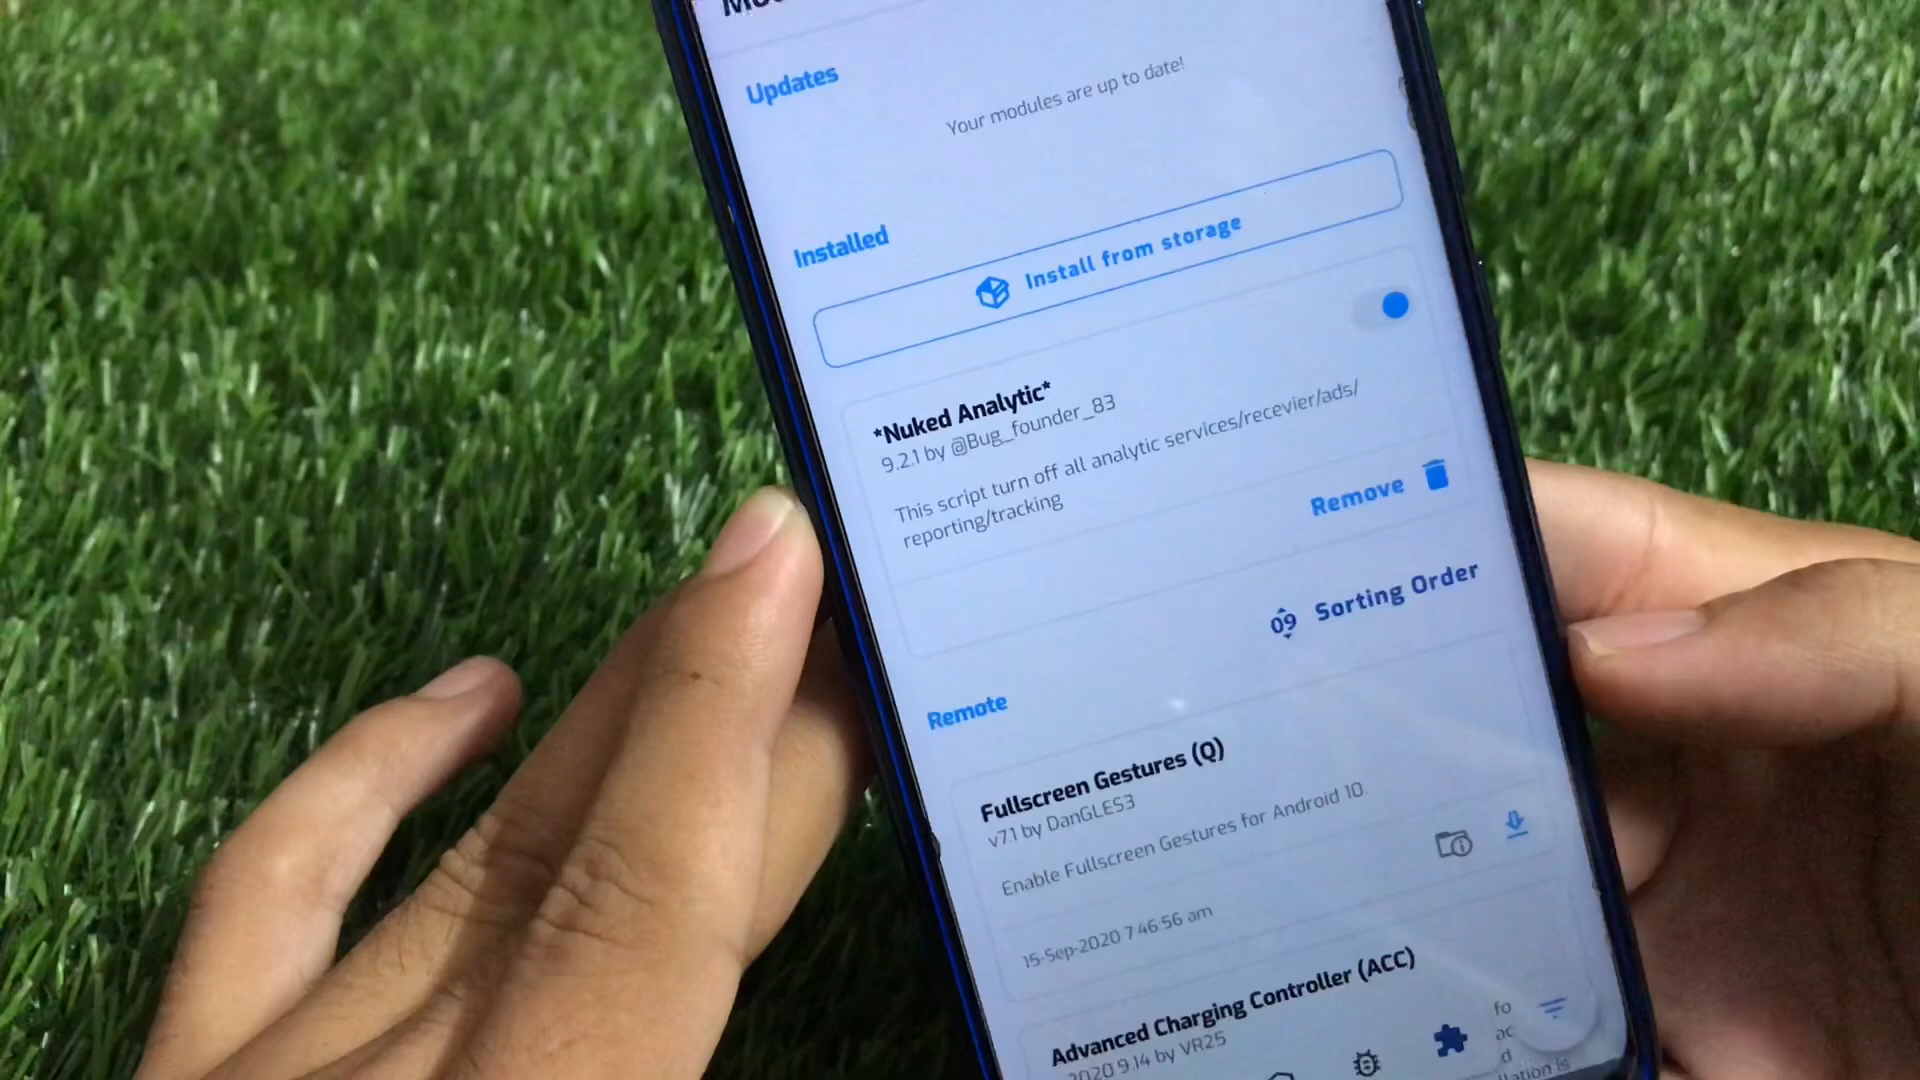 Updates
Your modules are up to date!
Installed
Install from storage
*Nuked Analytic*
9.2.1 by @Bug_founder_83
This script turn off all analytic services/recevier/ads/
reporting/tracking
Remove
09 Sorting Order
Remote
Fullscreen Gestures (Q)
v7.1 by DanGLES3
Enable Fullscreen Gestures for Android 10.
15-Sep-2020 7:46:56 am
Advanced Charging Controller (ACC)
2020 9.14 by VR25
fo
ac
d